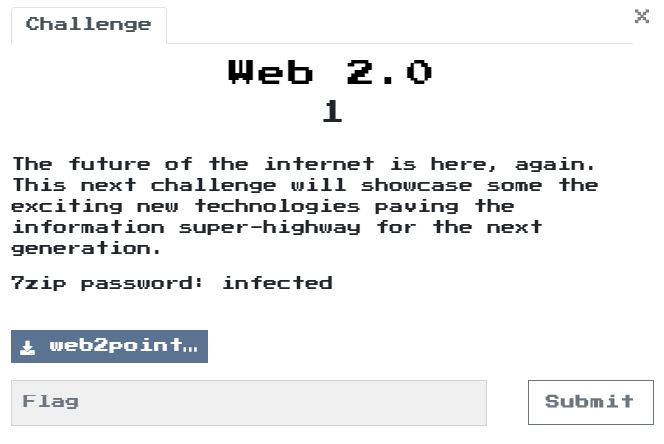 Challenge
×
Web 2.0
1
The future of the internet is here, again.
This next challenge will showcase some the
exciting new technologies paving the
information super-highway for the next
generation.
7zip password: infected
web2point…
Flag
Submit